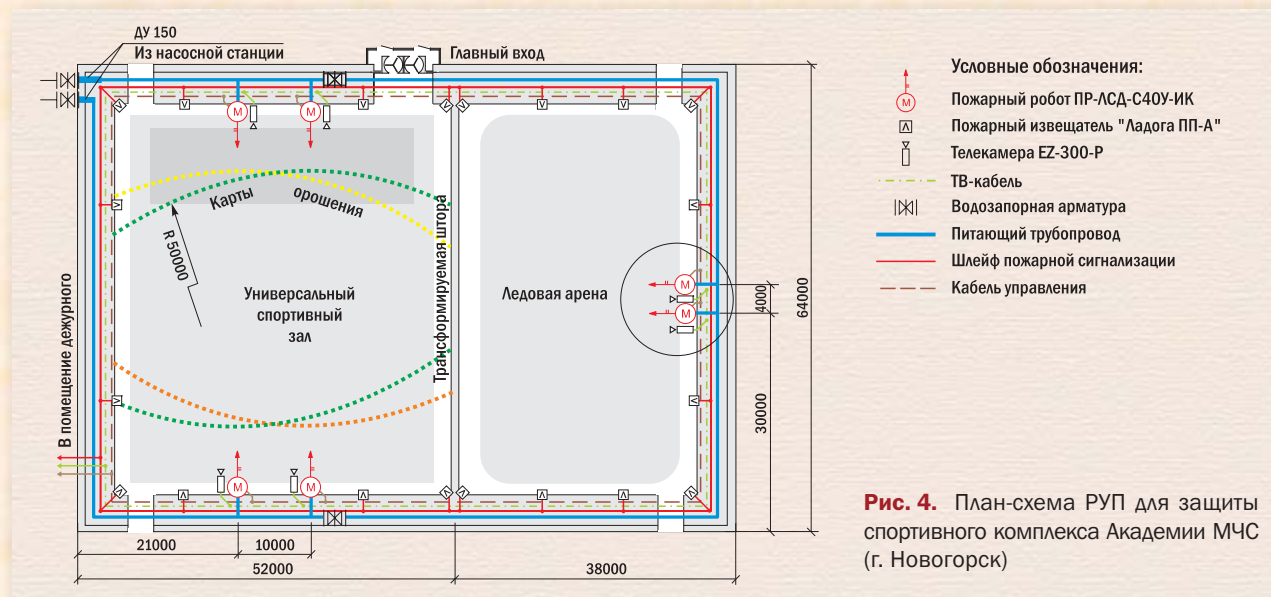 ДУ 150
Из насосной станции
Главный вход
Условные обозначения:
М Пожарный робот ПР-ЛСД-С40У-ИК
Пожарный извещатель "Ладога ПП-А"
Телекамера EZ-300-P
ТВ-кабель
Водозапорная арматура
Питающий трубопровод
Шлейф пожарной сигнализации
Кабель управления
М
М
Карты орошения
R 50000
Универсальный
спортивный
зал
Трансформируемая штора
Ледовая арена
М
М
4000
64000
30000
В помещение дежурного
М
М
21000
10000
52000
38000
Рис. 4. План-схема РУП для защиты
спортивного комплекса Академии МЧС
(г. Новогорск)